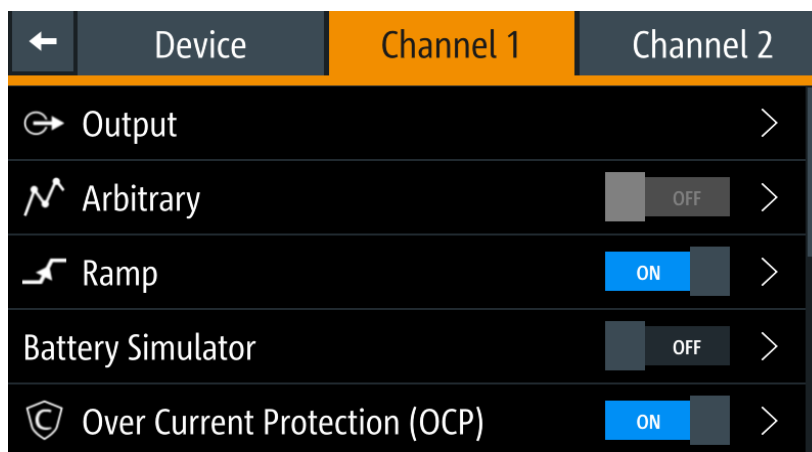 Device Channel 1 Channel 2
Output
Arbitrary OFF
Ramp ON
Battery Simulator OFF
Over Current Protection (OCP) ON